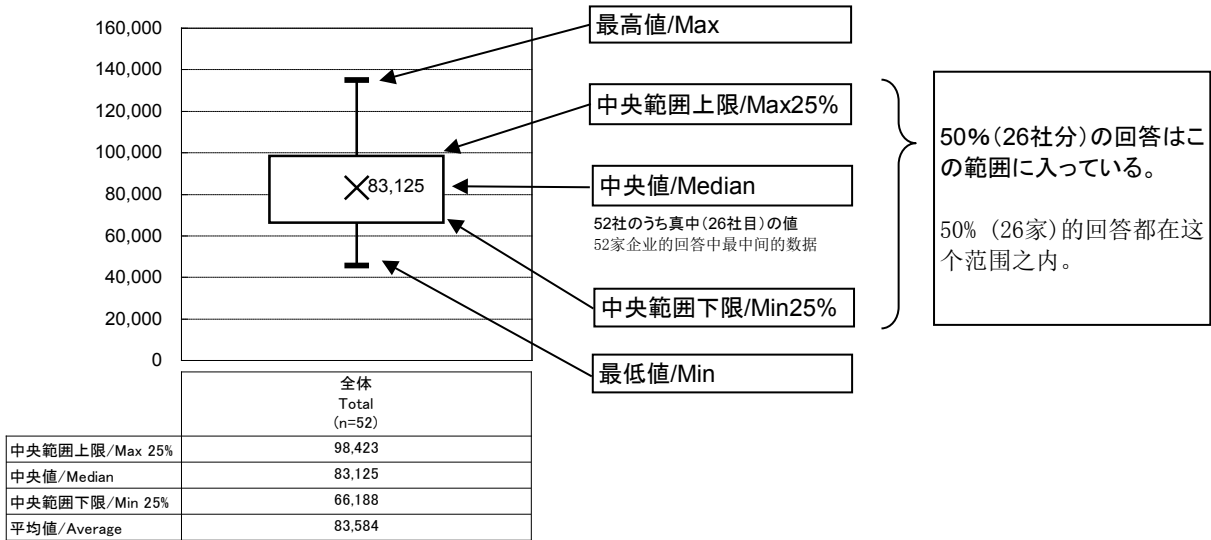 160,000
140,000
120,000
100,000
80,000
60,000
40,000
20,000
0
83,125
最高値/Max
中央範囲上限/Max25%
中央値/Median
52社のうち真中(26社目)の値
52家企业的回答中最中间的数据
中央範囲下限/Min25%
最低値/Min
50%(26社分)の回答はこ
の範囲に入っている。
50% (26家)的回答都在这
个范围之内。
全体
Total
(n=52)
中央範囲上限/Max 25% 98,423
中央値/Median 83,125
中央範囲下限/Min 25% 66,188
平均値/Average 83,584